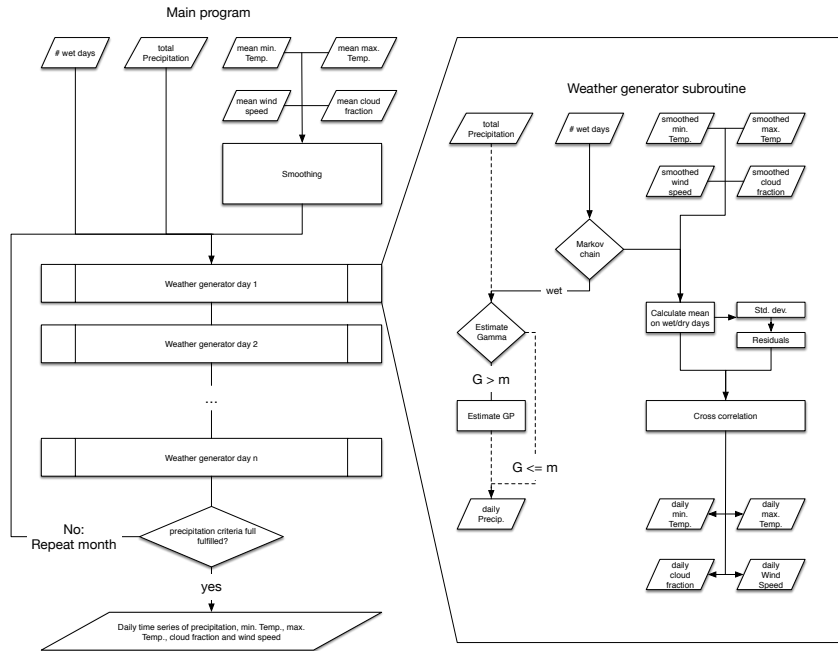 Main program
# wet days
total
Precipitation
mean min.
Temp.
mean max.
Temp.
mean wind
speed
mean cloud
fraction
Smoothing
Weather generator day 1
Weather generator day 2
...
Weather generator day n
No:
Repeat month
precipitation criteria full
fulfilled?
yes
Daily time series of precipitation, min. Temp., max.
Temp., cloud fraction and wind speed
Weather generator subroutine
total
Precipitation
# wet days
smoothed
min.
Temp.
smoothed
max.
Temp
smoothed
wind
speed
smoothed
cloud
fraction
Markov
chain
wet
Estimate
Gamma
Calculate mean
on wet/dry days
Std. dev.
Residuals
G > m
Estimate GP
Cross correlation
G <= m
daily
Precip.
daily
min.
Temp.
daily
max.
Temp.
daily
cloud
fraction
daily
Wind
Speed